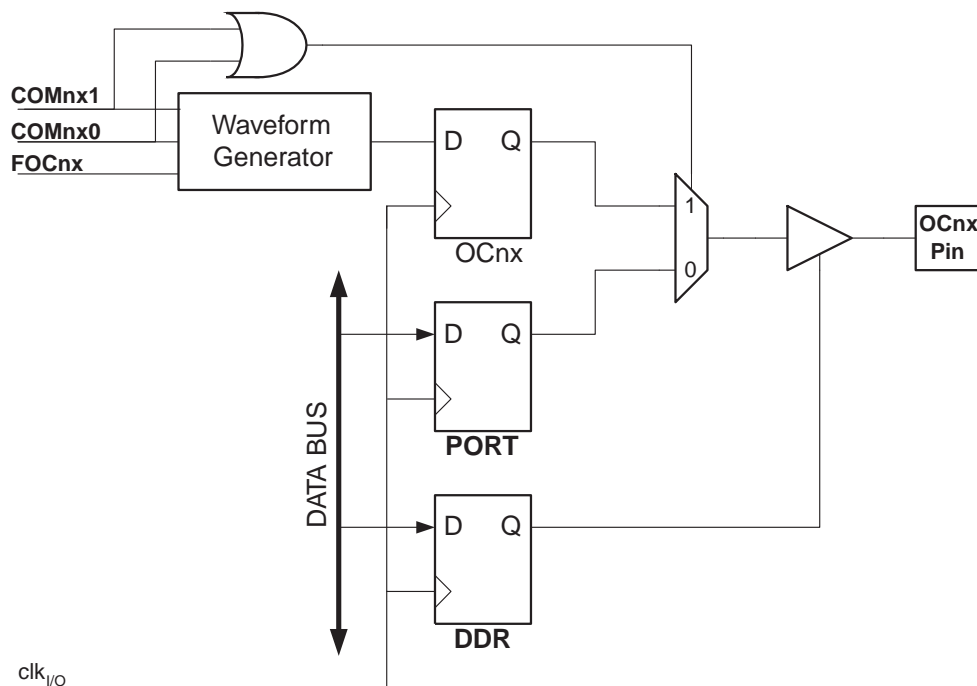 COMnx1
COMnx0
FOCnx
Waveform
Generator
D Q
OCnx
1
0
OCnx
Pin
D Q
PORT
DATA BUS
D Q
DDR
clkI/O